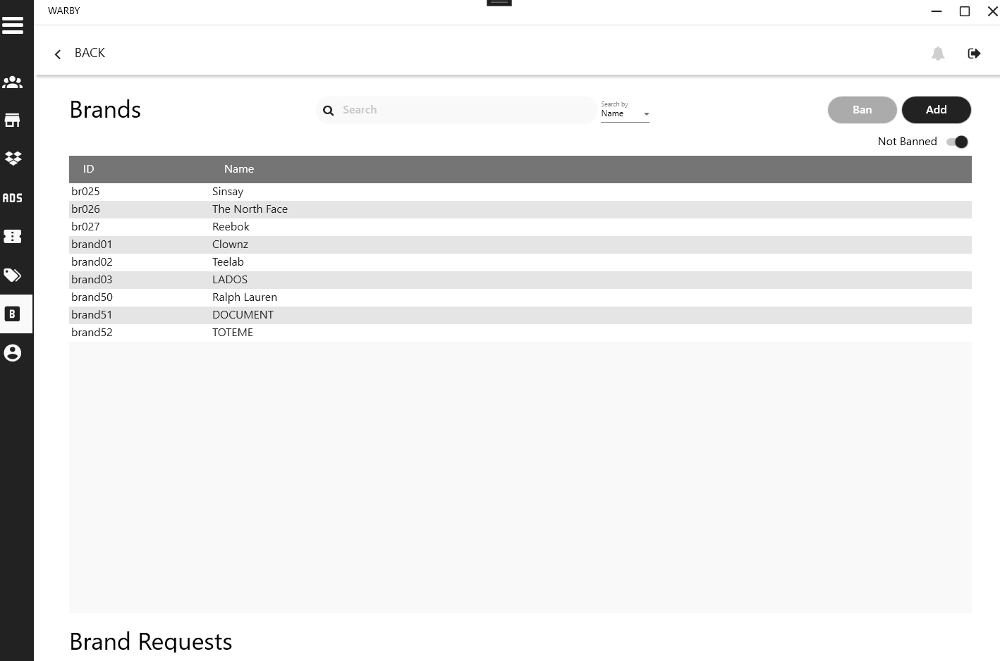 WARBY
BACK
Brands
Search
Search by
Name
Ban
Add
Not Banned
ID Name
br025 Sinsay
br026 The North Face
br027 Reebok
brand01 Clownz
brand02 Teelab
brand03 LADOS
brand50 Ralph Lauren
brand51 DOCUMENT
brand52 TOTEME
ADS
B
Brand Requests